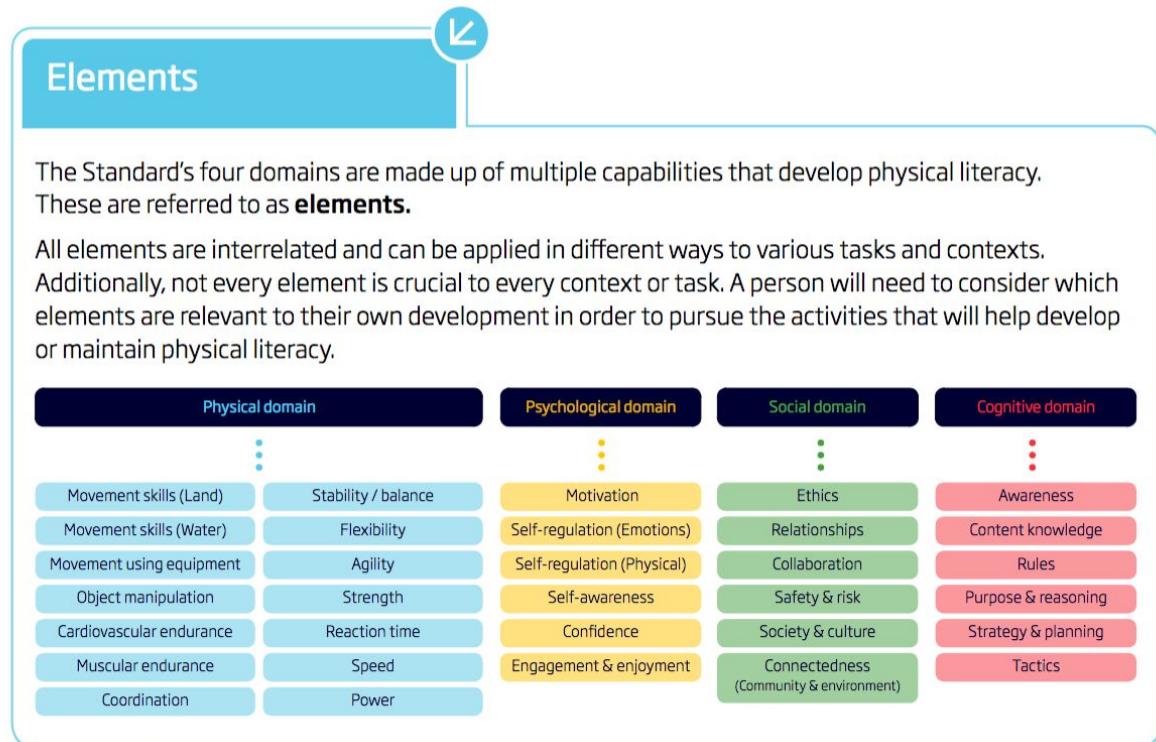 Elements
The Standard's four domains are made up of multiple capabilities that develop physical literacy.
These are referred to as elements.
All elements are interrelated and can be applied in different ways to various tasks and contexts.
Additionally, not every element is crucial to every context or task. A person will need to consider which
elements are relevant to their own development in order to pursue the activities that will help develop
or maintain physical literacy.
Physical domain
Movement skills (Land)
Movement skills (Water)
Movement using equipment
Object manipulation
Cardiovascular endurance
Muscular endurance
Coordination
Stability / balance
Flexibility
Agility
Strength
Reaction time
Speed
Power
Psychological domain
Motivation
Self-regulation (Emotions)
Self-regulation (Physical)
Self-awareness
Confidence
Engagement & enjoyment
Social domain
Ethics
Relationships
Collaboration
Safety & risk
Society & culture
Connectedness
(Community & environment)
Cognitive domain
Awareness
Content knowledge
Rules
Purpose & reasoning
Strategy & planning
Tactics